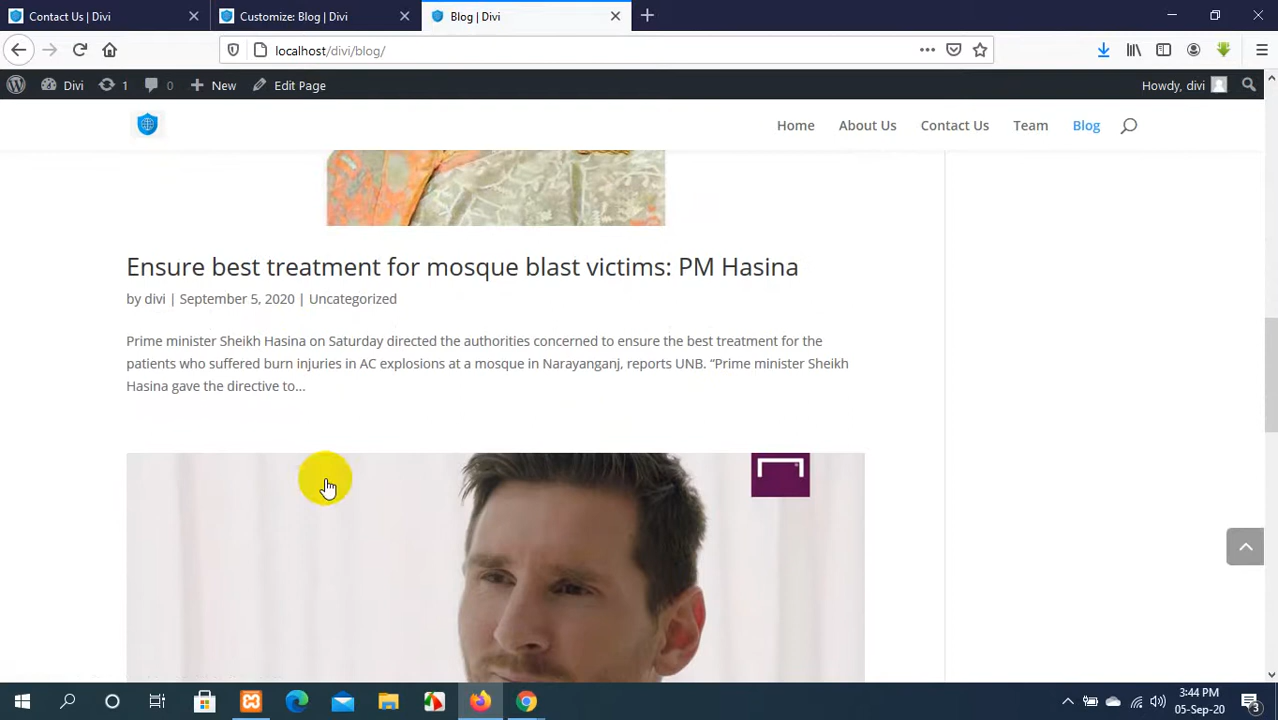 Contact Us | Divi
Customize: Blog | Divi
Blog | Divi
localhost/divi/blog/
Divi
1
0
New
Edit Page
Howdy, divi
Home
About Us
Contact Us
Team
Blog
Ensure best treatment for mosque blast victims: PM Hasina
by divi | September 5, 2020 | Uncategorized
Prime minister Sheikh Hasina on Saturday directed the authorities concerned to ensure the best treatment for the
patients who suffered burn injuries in AC explosions at a mosque in Narayanganj, reports UNB. “Prime minister Sheikh
Hasina gave the directive to...
3:44 PM
05-Sep-20
3